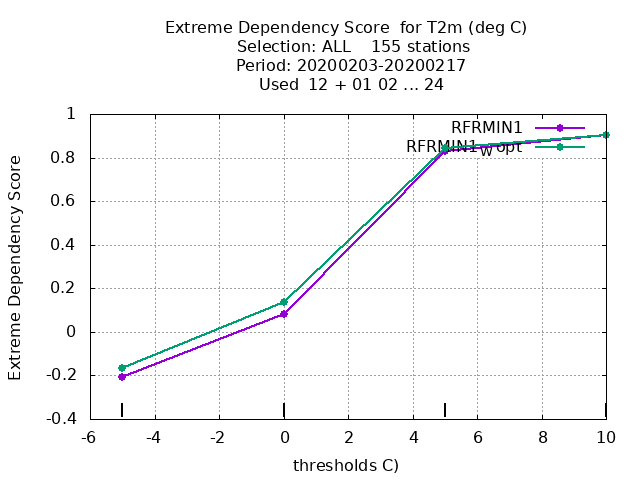 Extreme Dependency Score  for T2m (deg C)
Selection: ALL    155 stations
Period: 20200203-20200217
Used  12 + 01 02 ... 24
Extreme Dependency Score
1
0.8
0.6
0.4
0.2
0
-0.2
-0.4
RFRMIN1
RFRMIN1_W opt
-6 -4 -2 0 2 4 6 8 10
thresholds C)